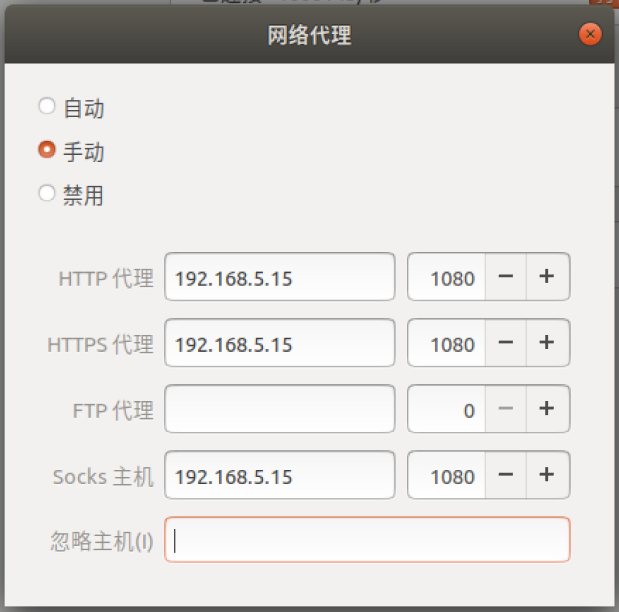 网络代理
自动
手动
禁用
HTTP 代理 192.168.5.15 1080 − +
HTTPS 代理 192.168.5.15 1080 − +
FTP 代理 0 − +
Socks 主机 192.168.5.15 1080 − +
忽略主机(I)